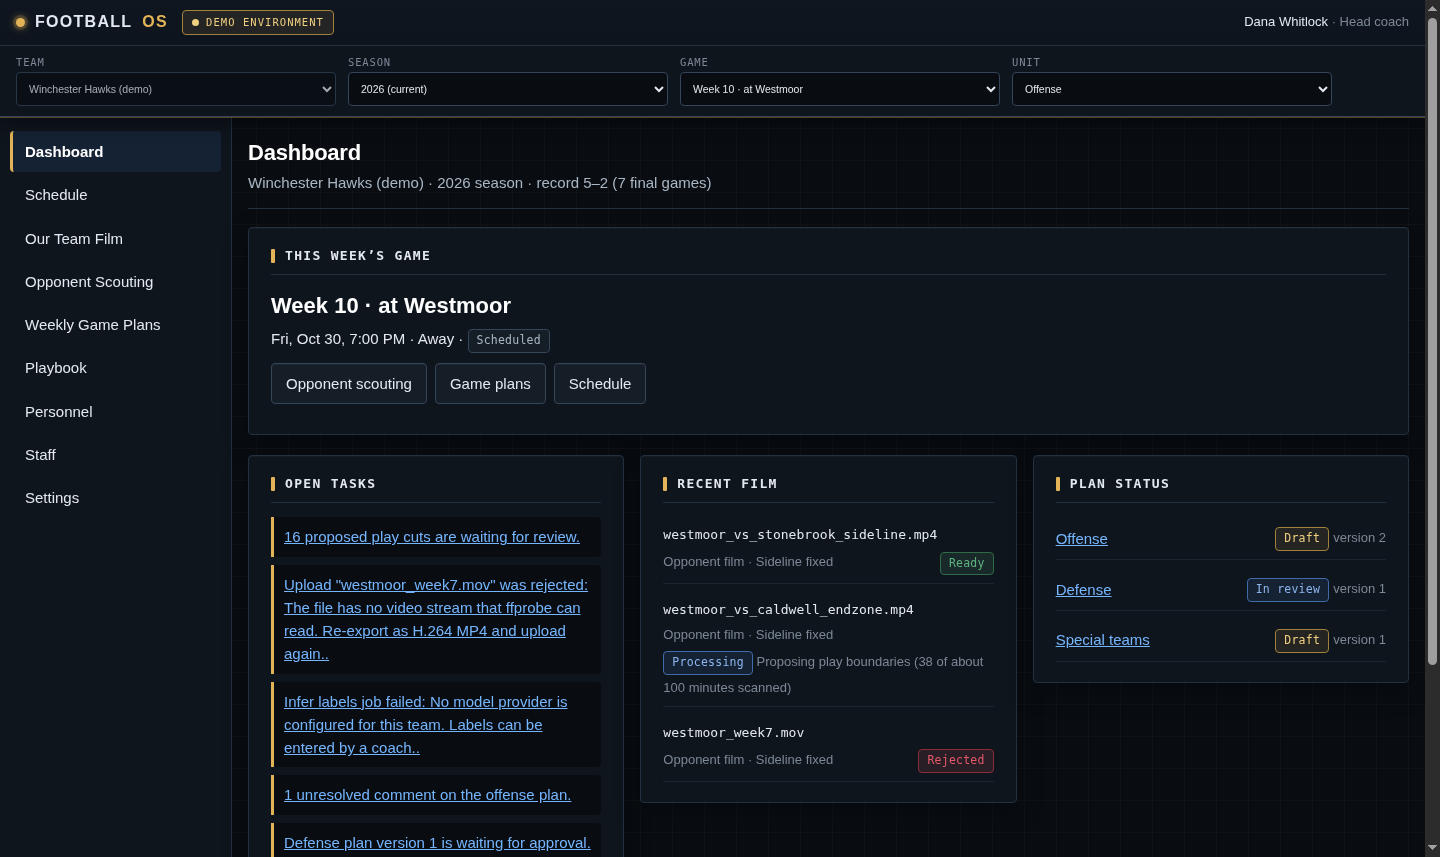 FOOTBALL OS
DEMO ENVIRONMENT
Dana Whitlock · Head coach
TEAM
SEASON
GAME
UNIT
Winchester Hawks (demo)
2026 (current)
Week 10 · at Westmoor
Offense
Dashboard
Schedule
Our Team Film
Opponent Scouting
Weekly Game Plans
Playbook
Personnel
Staff
Settings
Dashboard
Winchester Hawks (demo) · 2026 season · record 5–2 (7 final games)
THIS WEEK’S GAME
Week 10 · at Westmoor
Fri, Oct 30, 7:00 PM · Away · Scheduled
Opponent scouting
Game plans
Schedule
OPEN TASKS
16 proposed play cuts are waiting for review.
Upload "westmoor_week7.mov" was rejected:
The file has no video stream that ffprobe can
read. Re-export as H.264 MP4 and upload
again..
Infer labels job failed: No model provider is
configured for this team. Labels can be
entered by a coach..
1 unresolved comment on the offense plan.
Defense plan version 1 is waiting for approval.
RECENT FILM
westmoor_vs_stonebrook_sideline.mp4
Opponent film · Sideline fixed
Ready
westmoor_vs_caldwell_endzone.mp4
Opponent film · Sideline fixed
Processing Proposing play boundaries (38 of about
100 minutes scanned)
westmoor_week7.mov
Opponent film · Sideline fixed
Rejected
PLAN STATUS
Offense
Draft version 2
Defense
In review version 1
Special teams
Draft version 1